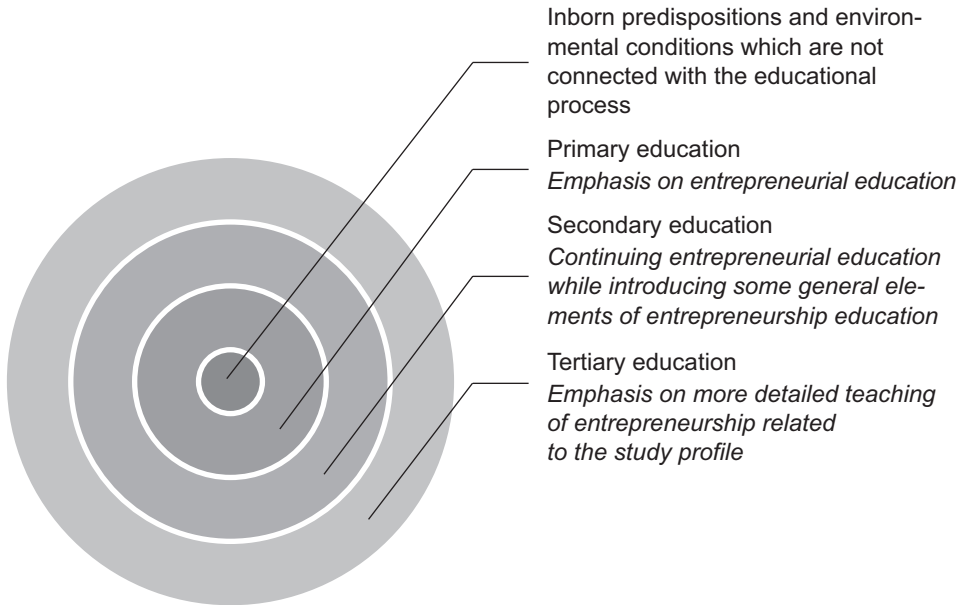 Inborn predispositions and environ-
mental conditions which are not
connected with the educational
process
Primary education
Emphasis on entrepreneurial education
Secondary education
Continuing entrepreneurial education
while introducing some general ele-
ments of entrepreneurship education
Tertiary education
Emphasis on more detailed teaching
of entrepreneurship related
to the study profile